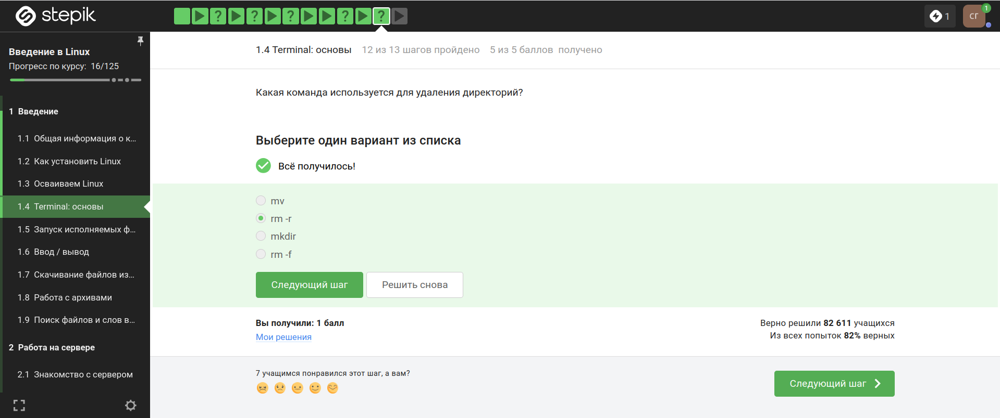 stepik
? ? ? ? ?
1
СГ
1
Введение в Linux
Прогресс по курсу: 16/125
1 Введение
1.1 Общая информация о к...
1.2 Как установить Linux
1.3 Осваиваем Linux
1.4 Terminal: основы
1.5 Запуск исполняемых ф...
1.6 Ввод / вывод
1.7 Скачивание файлов из...
1.8 Работа с архивами
1.9 Поиск файлов и слов в...
2 Работа на сервере
2.1 Знакомство с сервером
1.4 Terminal: основы 12 из 13 шагов пройдено 5 из 5 баллов получено
Какая команда используется для удаления директорий?
Выберите один вариант из списка
Всё получилось!
mv
rm -r
mkdir
rm -f
Следующий шаг
Решить снова
Вы получили: 1 балл
Мои решения
Верно решили 82 611 учащихся
Из всех попыток 82% верных
7 учащимся понравился этот шаг, а вам?
Следующий шаг